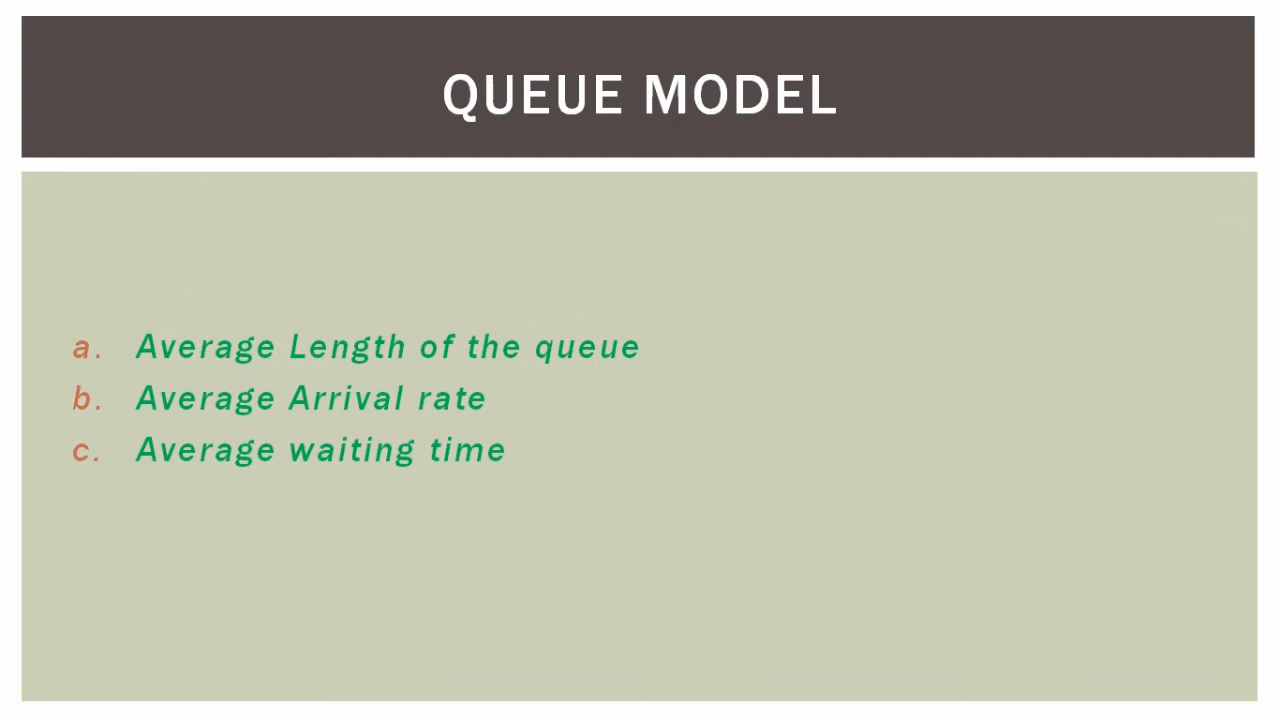 QUEUE MODEL
a. Average Length of the queue
b. Average Arrival rate
c. Average waiting time